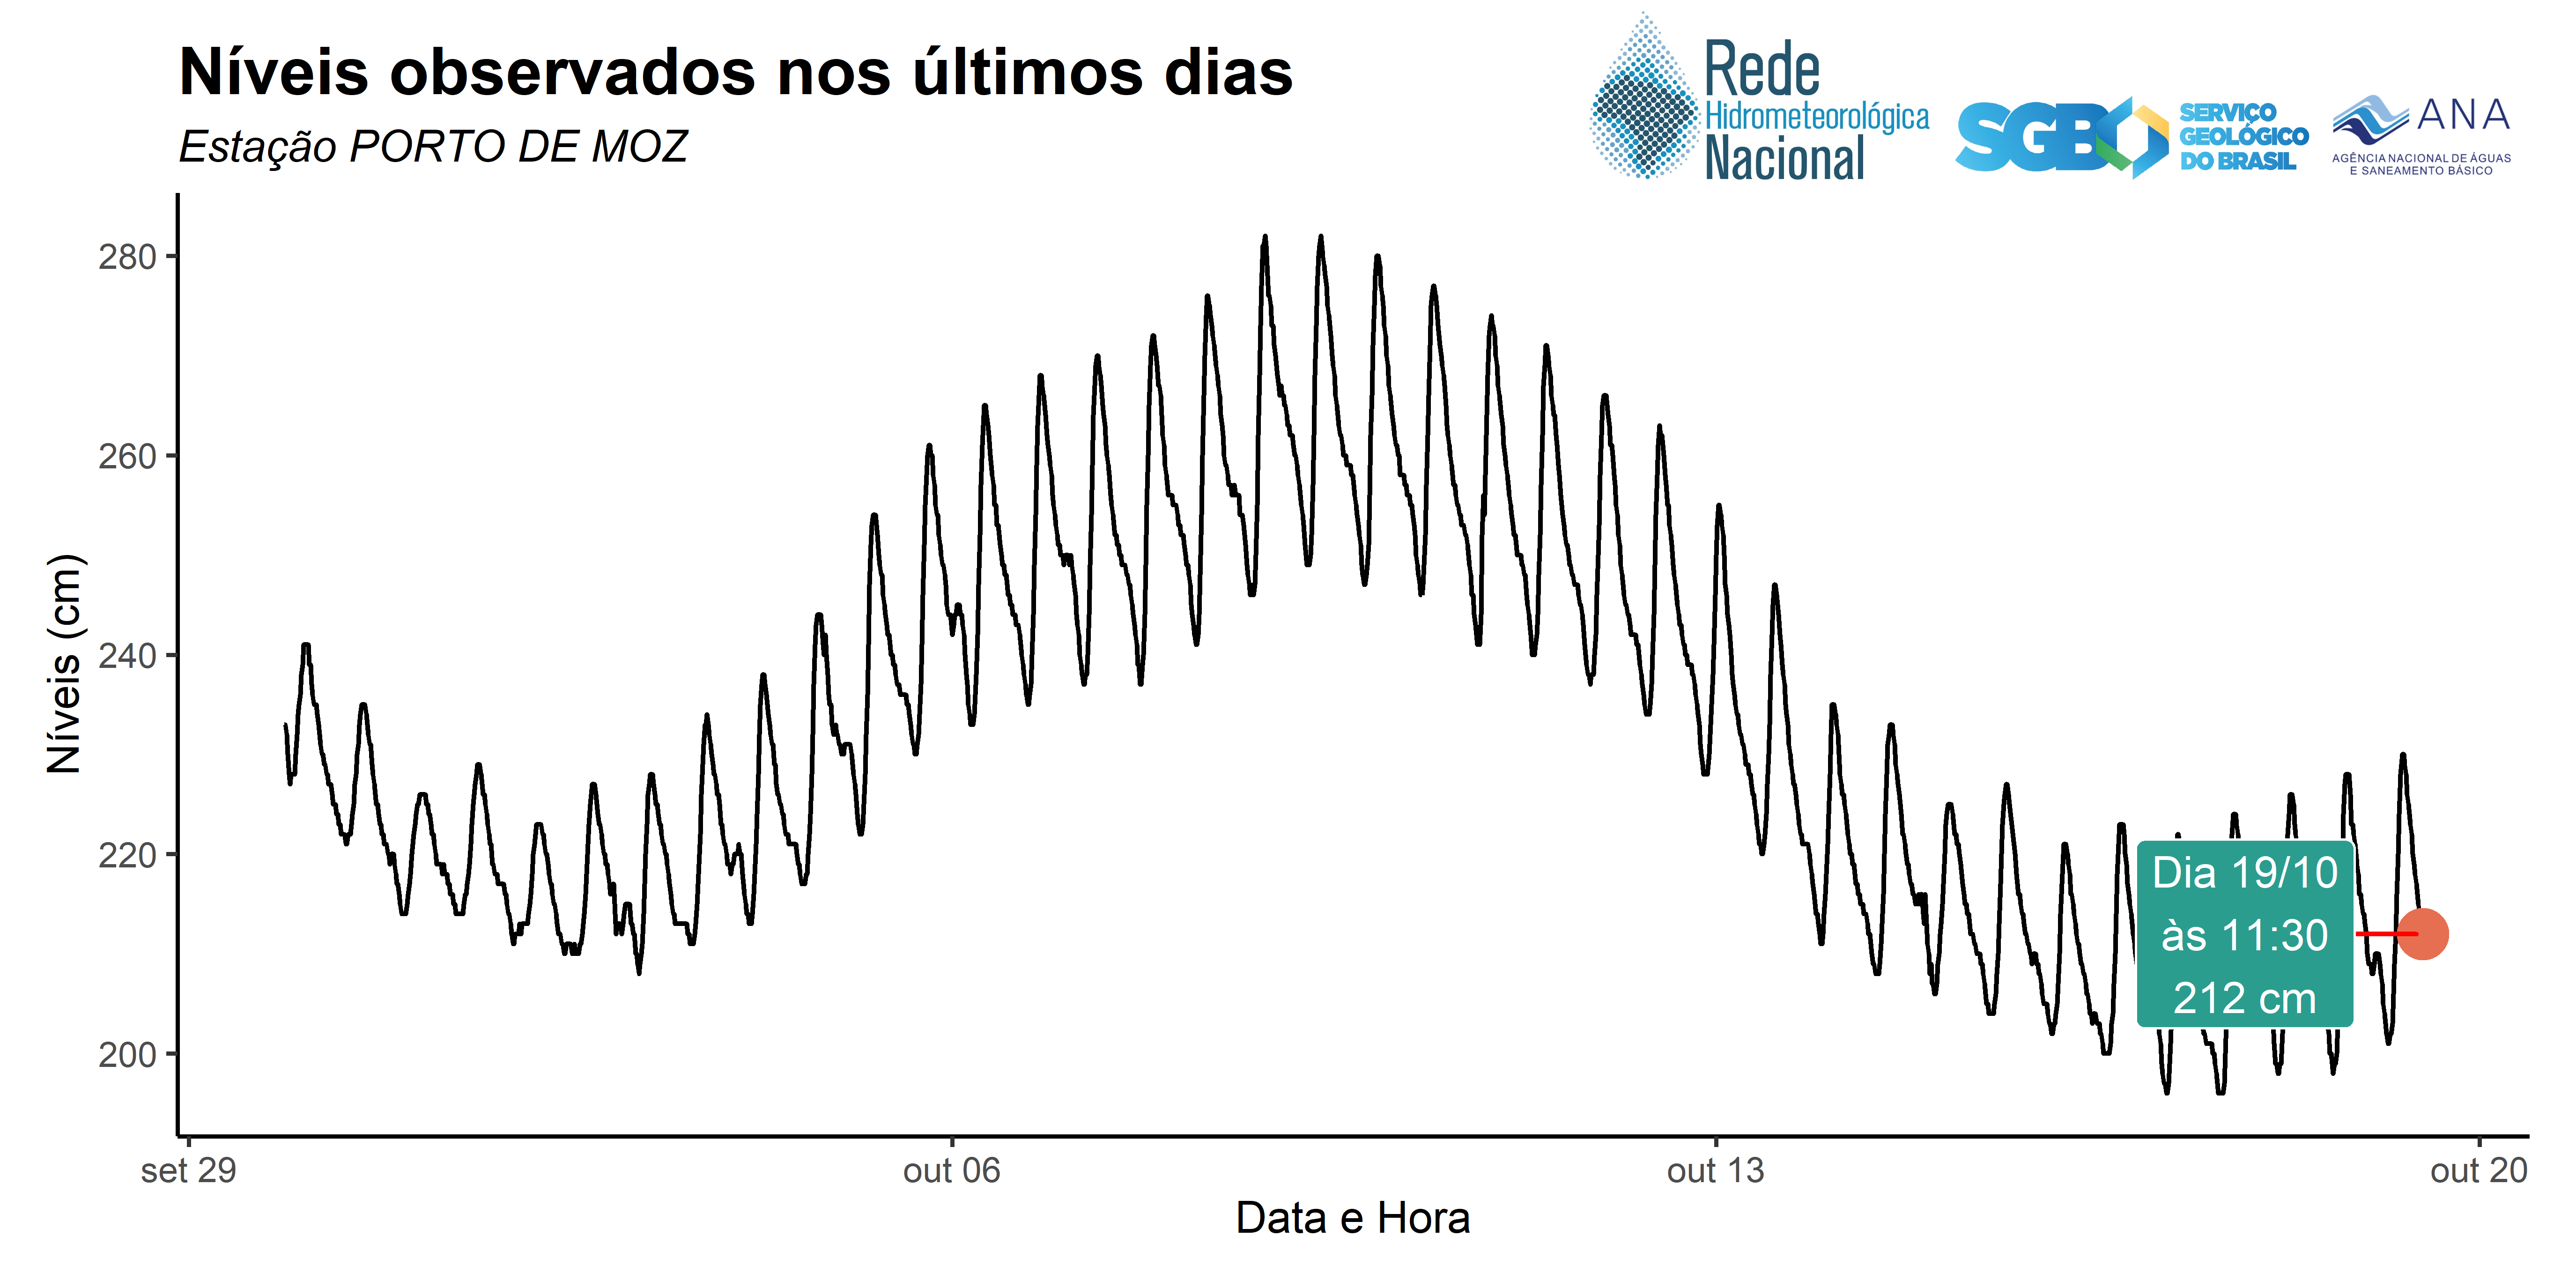 Níveis observados nos últimos dias
Estação PORTO DE MOZ
Rede
Hidrometeorológica
Nacional
SGB
SERVIÇO
GEOLÓGICO
DO BRASIL
ANA
AGÊNCIA NACIONAL DE ÁGUAS
E SANEAMENTO BÁSICO
Níveis (cm)
280
260
240
220
200
Dia 19/10
às 11:30
212 cm
set 29
out 06
out 13
out 20
Data e Hora